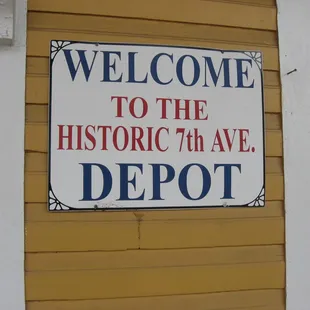 WELCOME
TO THE
HISTORIC 7th AVE.
DEPOT